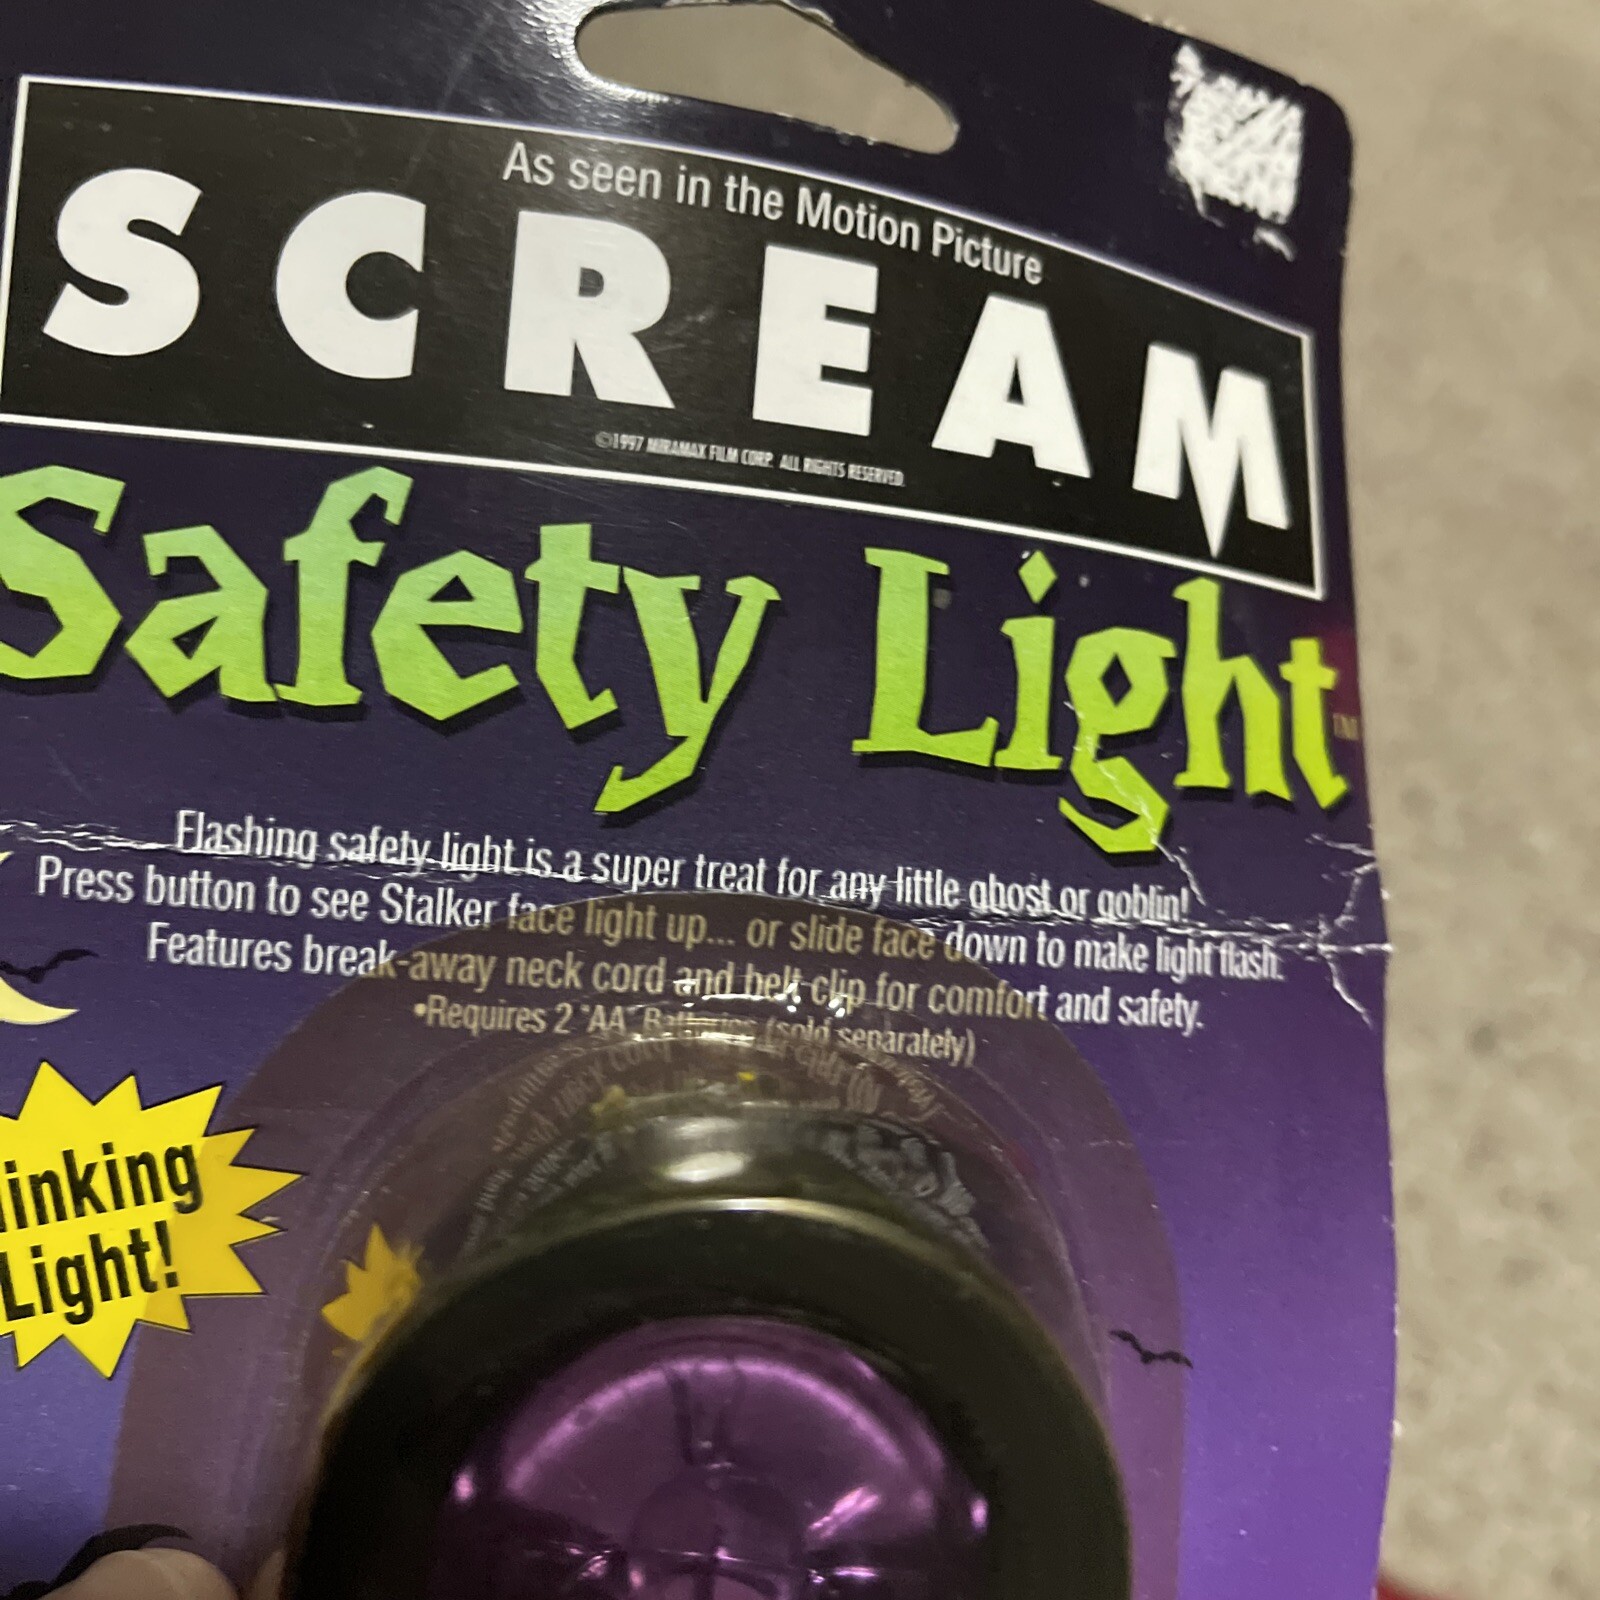 As seen in the Motion Picture
SCREAM
©1997 MIRAMAX FILM CORP. ALL RIGHTS RESERVED.
Safety Light™
Flashing safety light is a super treat for any little ghost or goblin!
Press button to see Stalker face light up... or slide face down to make light flash.
Features break-away neck cord and belt clip for comfort and safety.
•Requires 2 "AA" Batteries (sold separately)
linking
Light!